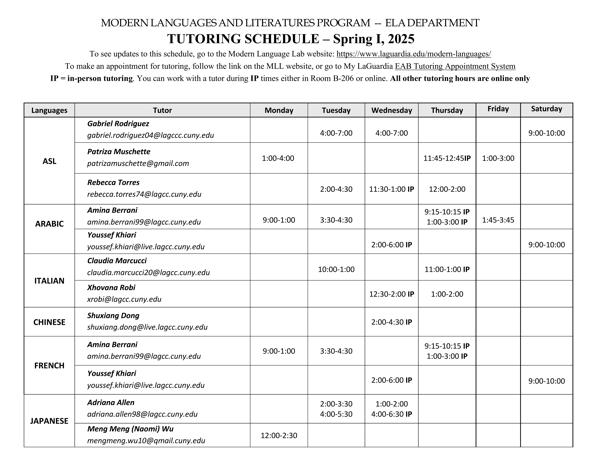 MODERN LANGUAGES AND LITERATURES PROGRAM -- ELA DEPARTMENT
TUTORING SCHEDULE – Spring I, 2025
To see updates to this schedule, go to the Modern Language Lab website: https://www.laguardia.edu/modern-languages/
To make an appointment for tutoring, follow the link on the MLL website, or go to My LaGuardia EAB Tutoring Appointment System
IP = in-person tutoring. You can work with a tutor during IP times either in Room B-206 or online. All other tutoring hours are online only
Languages Tutor Monday Tuesday Wednesday Thursday Friday Saturday
ASL
Gabriel Rodriguez
gabriel.rodriguez04@lagcc.cuny.edu
4:00-7:00 4:00-7:00 9:00-10:00
Patriza Muschette
patrizamuschette@gmail.com
1:00-4:00 11:45-12:45IP 1:00-3:00
Rebecca Torres
rebecca.torres74@lagcc.cuny.edu
2:00-4:30 11:30-1:00 IP 12:00-2:00
ARABIC
Amina Berrani
amina.berrani99@lagcc.cuny.edu
9:00-1:00 3:30-4:30 9:15-10:15 IP 1:45-3:45
1:00-3:00 IP
Youssef Khiari
youssef.khiari@live.lagcc.cuny.edu
2:00-6:00 IP 9:00-10:00
ITALIAN
Claudia Marcucci
claudia.marcucci20@lagcc.cuny.edu
10:00-1:00 11:00-1:00 IP
Xhovana Robi
xrobi@lagcc.cuny.edu
12:30-2:00 IP 1:00-2:00
CHINESE
Shuxiang Dong
shuxiang.dong@live.lagcc.cuny.edu
2:00-4:30 IP
FRENCH
Amina Berrani
amina.berrani99@lagcc.cuny.edu
9:00-1:00 3:30-4:30 9:15-10:15 IP
1:00-3:00 IP
Youssef Khiari
youssef.khiari@live.lagcc.cuny.edu
2:00-6:00 IP 9:00-10:00
JAPANESE
Adriana Allen
adriana.allen98@lagcc.cuny.edu
2:00-3:30 1:00-2:00
4:00-5:30 4:00-6:30 IP
Meng Meng (Naomi) Wu
mengmeng.wu10@qmail.cuny.edu
12:00-2:30